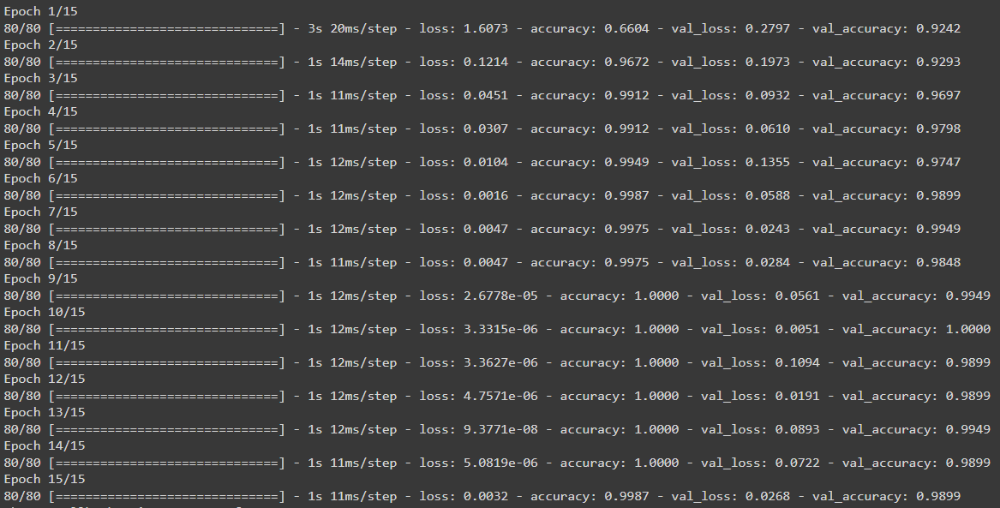 Epoch 1/15
80/80 [==============================] - 3s 20ms/step - loss: 1.6073 - accuracy: 0.6604 - val_loss: 0.2797 - val_accuracy: 0.9242
Epoch 2/15
80/80 [==============================] - 1s 14ms/step - loss: 0.1214 - accuracy: 0.9672 - val_loss: 0.1973 - val_accuracy: 0.9293
Epoch 3/15
80/80 [==============================] - 1s 11ms/step - loss: 0.0451 - accuracy: 0.9912 - val_loss: 0.0932 - val_accuracy: 0.9697
Epoch 4/15
80/80 [==============================] - 1s 11ms/step - loss: 0.0307 - accuracy: 0.9912 - val_loss: 0.0610 - val_accuracy: 0.9798
Epoch 5/15
80/80 [==============================] - 1s 12ms/step - loss: 0.0104 - accuracy: 0.9949 - val_loss: 0.1355 - val_accuracy: 0.9747
Epoch 6/15
80/80 [==============================] - 1s 12ms/step - loss: 0.0016 - accuracy: 0.9987 - val_loss: 0.0588 - val_accuracy: 0.9899
Epoch 7/15
80/80 [==============================] - 1s 12ms/step - loss: 0.0047 - accuracy: 0.9975 - val_loss: 0.0243 - val_accuracy: 0.9949
Epoch 8/15
80/80 [==============================] - 1s 11ms/step - loss: 0.0047 - accuracy: 0.9975 - val_loss: 0.0284 - val_accuracy: 0.9848
Epoch 9/15
80/80 [==============================] - 1s 12ms/step - loss: 2.6778e-05 - accuracy: 1.0000 - val_loss: 0.0561 - val_accuracy: 0.9949
Epoch 10/15
80/80 [==============================] - 1s 12ms/step - loss: 3.3315e-06 - accuracy: 1.0000 - val_loss: 0.0051 - val_accuracy: 1.0000
Epoch 11/15
80/80 [==============================] - 1s 12ms/step - loss: 3.3627e-06 - accuracy: 1.0000 - val_loss: 0.1094 - val_accuracy: 0.9899
Epoch 12/15
80/80 [==============================] - 1s 12ms/step - loss: 4.7571e-06 - accuracy: 1.0000 - val_loss: 0.0191 - val_accuracy: 0.9899
Epoch 13/15
80/80 [==============================] - 1s 12ms/step - loss: 9.3771e-08 - accuracy: 1.0000 - val_loss: 0.0893 - val_accuracy: 0.9949
Epoch 14/15
80/80 [==============================] - 1s 11ms/step - loss: 5.0819e-06 - accuracy: 1.0000 - val_loss: 0.0722 - val_accuracy: 0.9899
Epoch 15/15
80/80 [==============================] - 1s 11ms/step - loss: 0.0032 - accuracy: 0.9987 - val_loss: 0.0268 - val_accuracy: 0.9899